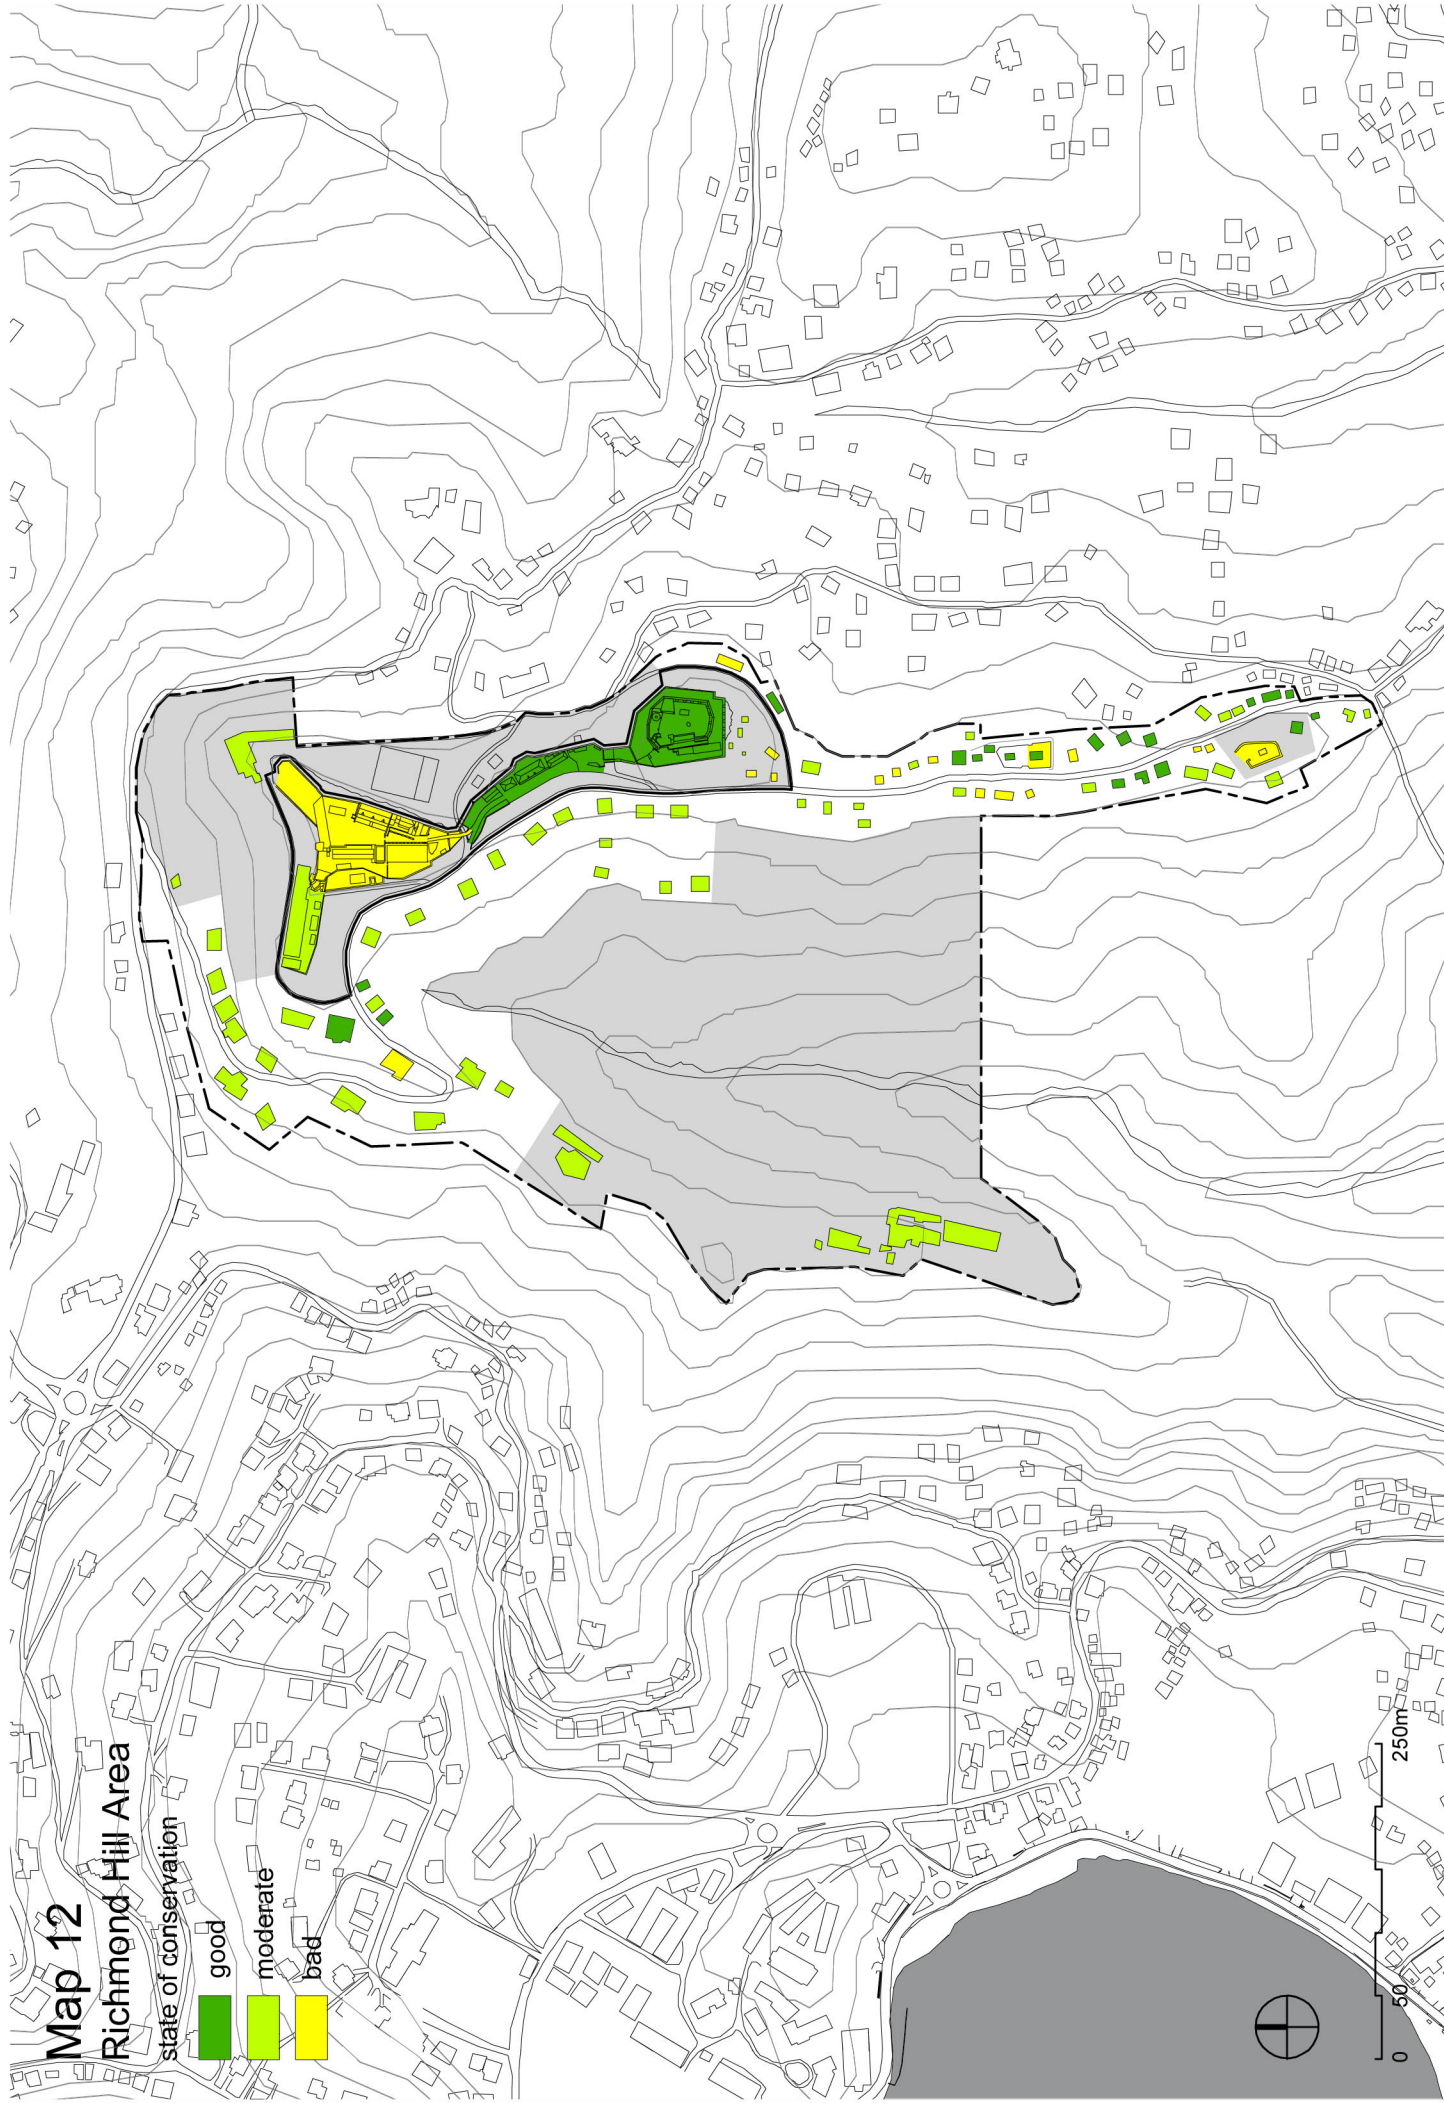 Map 12
Richmond Hill Area
state of conservation
good
moderate
bad
0
50
250m